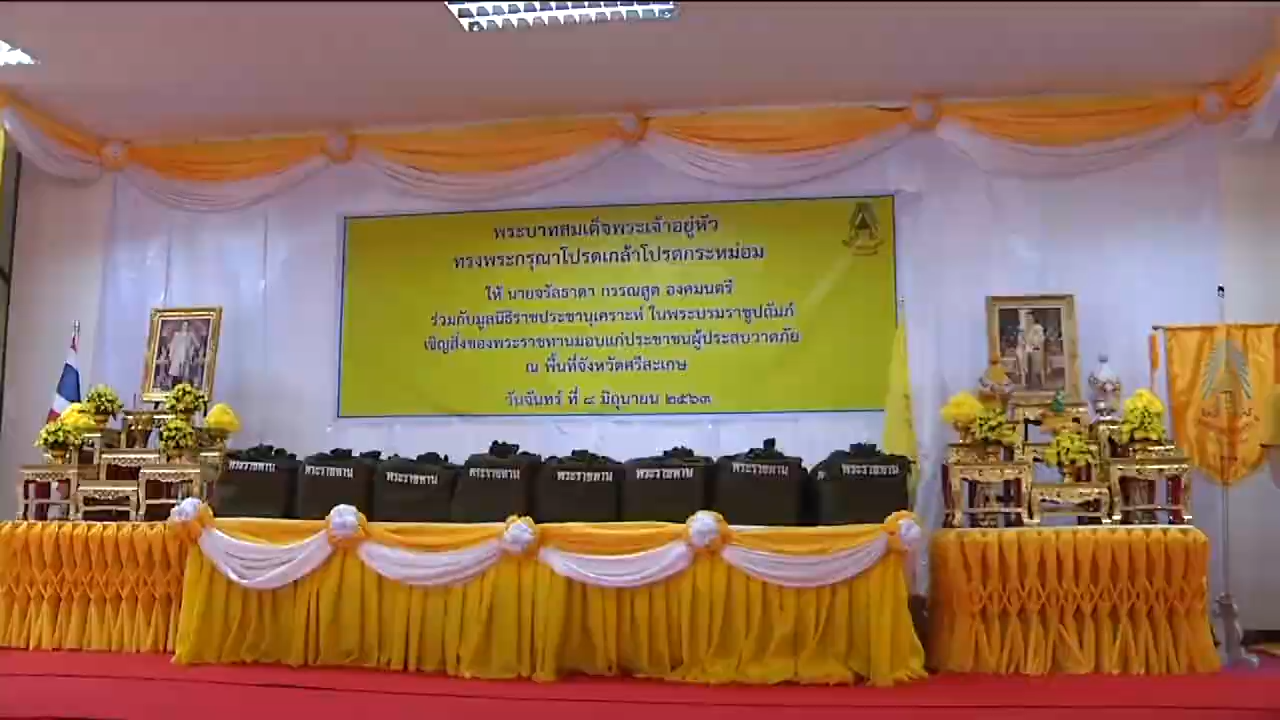 พระบาทสมเด็จพระเจ้าอยู่หัว
ทรงพระกรุณาโปรดเกล้าโปรดกระหม่อม
ให้ นายจรัลธาดา กรรณสูต องคมนตรี
ร่วมกับมูลนิธิราชประชานุเคราะห์ ในพระบรมราชูปถัมภ์
เชิญสิ่งของพระราชทานมอบแก่ประชาชนผู้ประสบวาตภัย
ณ พื้นที่จังหวัดศรีสะเกษ
วันจันทร์ ที่ ๘ มิถุนายน ๒๕๖๓
พระราชทาน
พระราชทาน
พระราชทาน
พระราชทาน
พระราชทาน
พระราชทาน
พระราชทาน
พระราชทาน